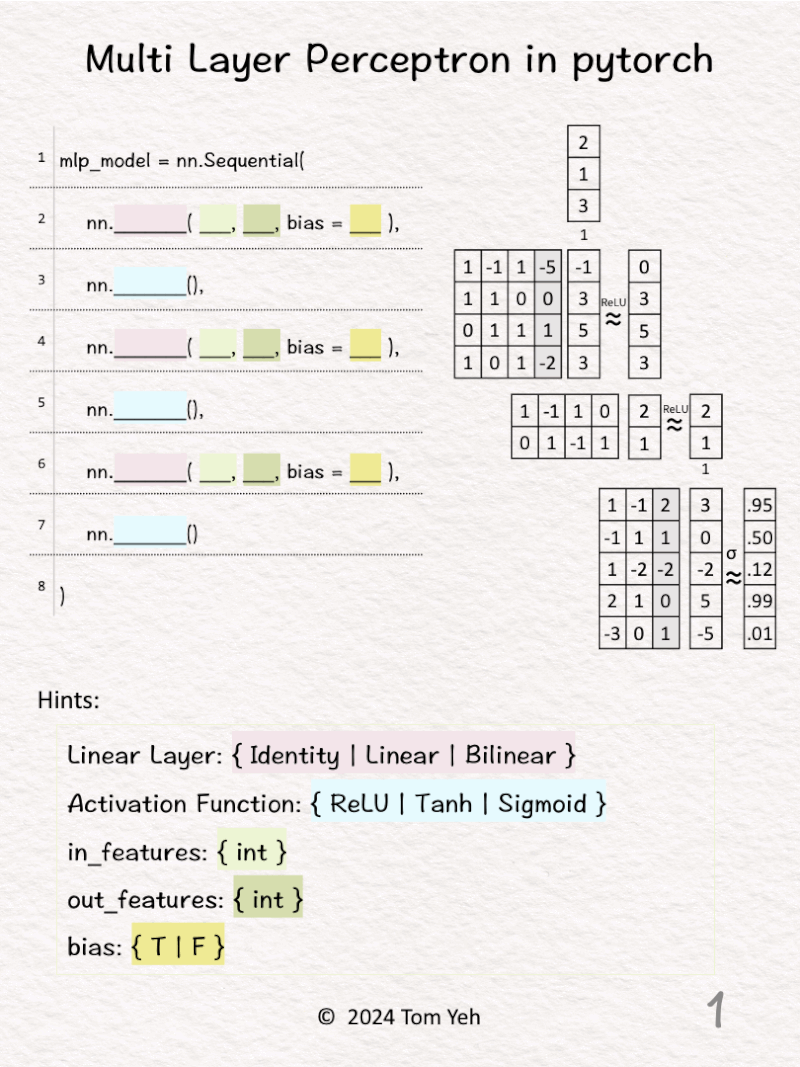 Multi Layer Perceptron in pytorch
1 mlp_model = nn.Sequential(
2 nn.______( ___, ___, bias = ___ ),
3 nn.______(),
4 nn.______( ___, ___, bias = ___ ),
5 nn.______(),
6 nn.______( ___, ___, bias = ___ ),
7 nn.______()
8 )
2
1
3
1
1 -1 1 -5 -1 0
1 1 0 0 3 ReLU 3
0 1 1 1 5 ≈ 5
1 0 1 -2 3 3
1 -1 1 0 2 ReLU 2
0 1 -1 1 1 ≈ 1
1
1 -1 2 3 .95
-1 1 1 0 σ .50
1 -2 -2 -2 ≈ .12
2 1 0 5 .99
-3 0 1 -5 .01
Hints:
Linear Layer: { Identity | Linear | Bilinear }
Activation Function: { ReLU | Tanh | Sigmoid }
in_features: { int }
out_features: { int }
bias: { T | F }
© 2024 Tom Yeh
1